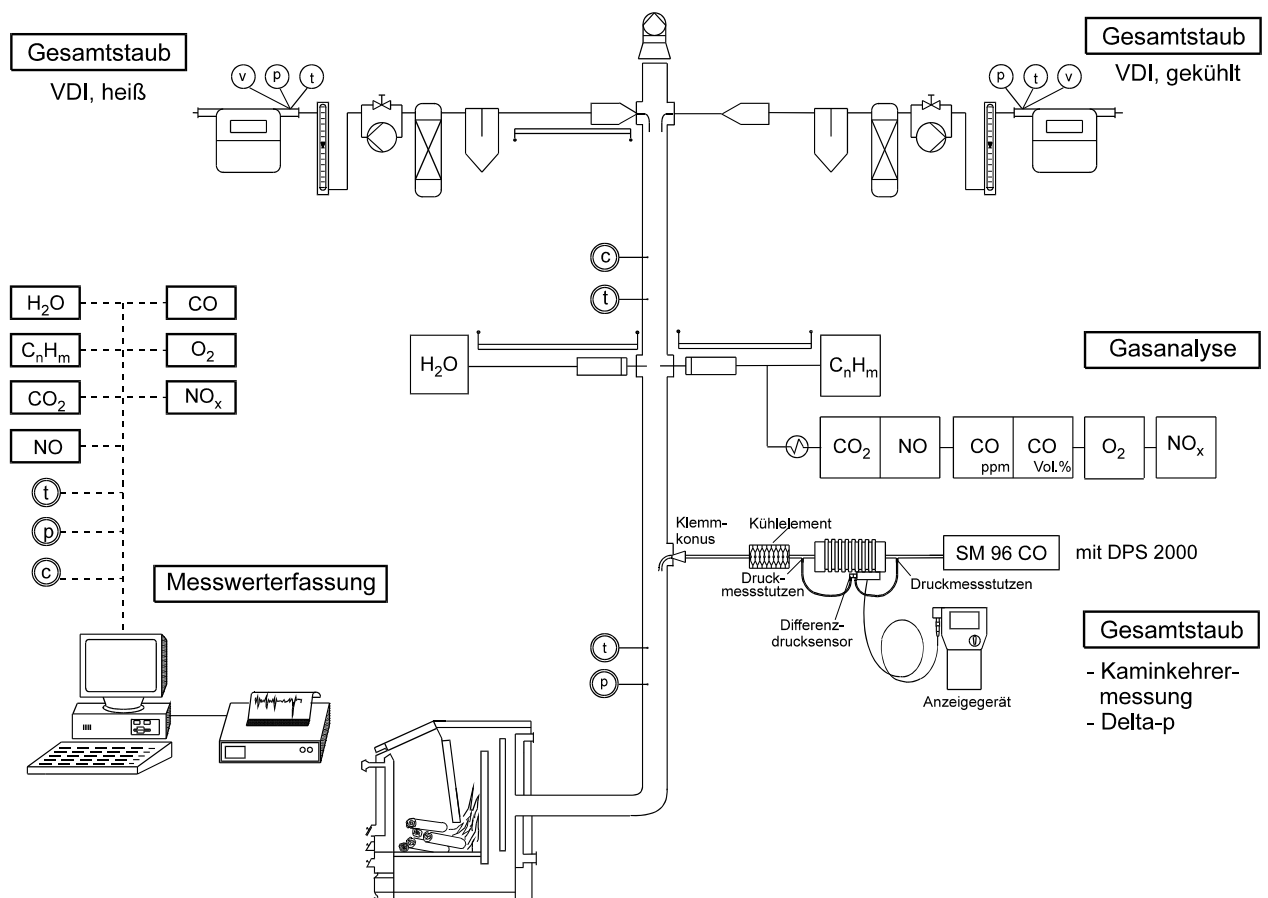 Gesamtstaub
VDI, heiß
v p t
Gesamtstaub
VDI, gekühlt
p t v
c
t
H₂O
CO
CₙHₘ
O₂
CO₂
NOₓ
NO
t
p
c
Messwerterfassung
H₂O
CₙHₘ
Gasanalyse
CO₂
NO
CO
ppm
CO
Vol.%
O₂
NOₓ
Klemm-
konus
Kühlelement
SM 96 CO
mit DPS 2000
Druck-
messstutzen
Druckmessstutzen
Differenz-
drucksensor
Anzeigegerät
t
p
Gesamtstaub
- Kaminkehrer-
messung
- Delta-p